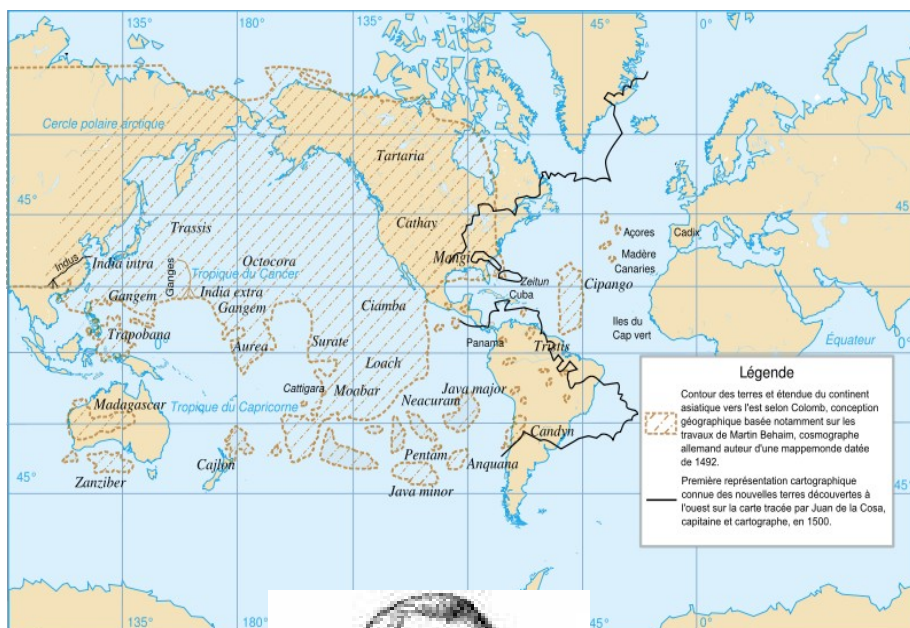 135°
180°
135°
45°
0°
Cercle polaire arctique
Tartaria
45°
45°
Trassis
Cathay
Açores
Cadix
Indus
India intra
Octocora
Mangi
Madère
Canaries
Ganges
Tropique du Cancer
Zeitun
Cipango
Gangem
India extra
Gangem
Ciamba
Cuba
Trapobana
Iles du
Cap vert
0°
Aurea
Surate
Panama
Tristis
Équateur
0°
Loach
Cattigara
Moabar
Java major
Madagascar
Tropique du Capricorne
Neacuram
Candyn
Cajlon
Pentam
Anquana
45°
Zanziber
Java minor
45°
Légende
Contour des terres et étendue du continent
asiatique vers l'est selon Colomb, conception
géographique basée notamment sur les
travaux de Martin Behaim, cosmographe
allemand auteur d'une mappemonde datée
de 1492.
Première représentation cartographique
connue des nouvelles terres découvertes à
l'ouest sur la carte tracée par Juan de la Cosa,
capitaine et cartographe, en 1500.
135°
180°
45°
0°